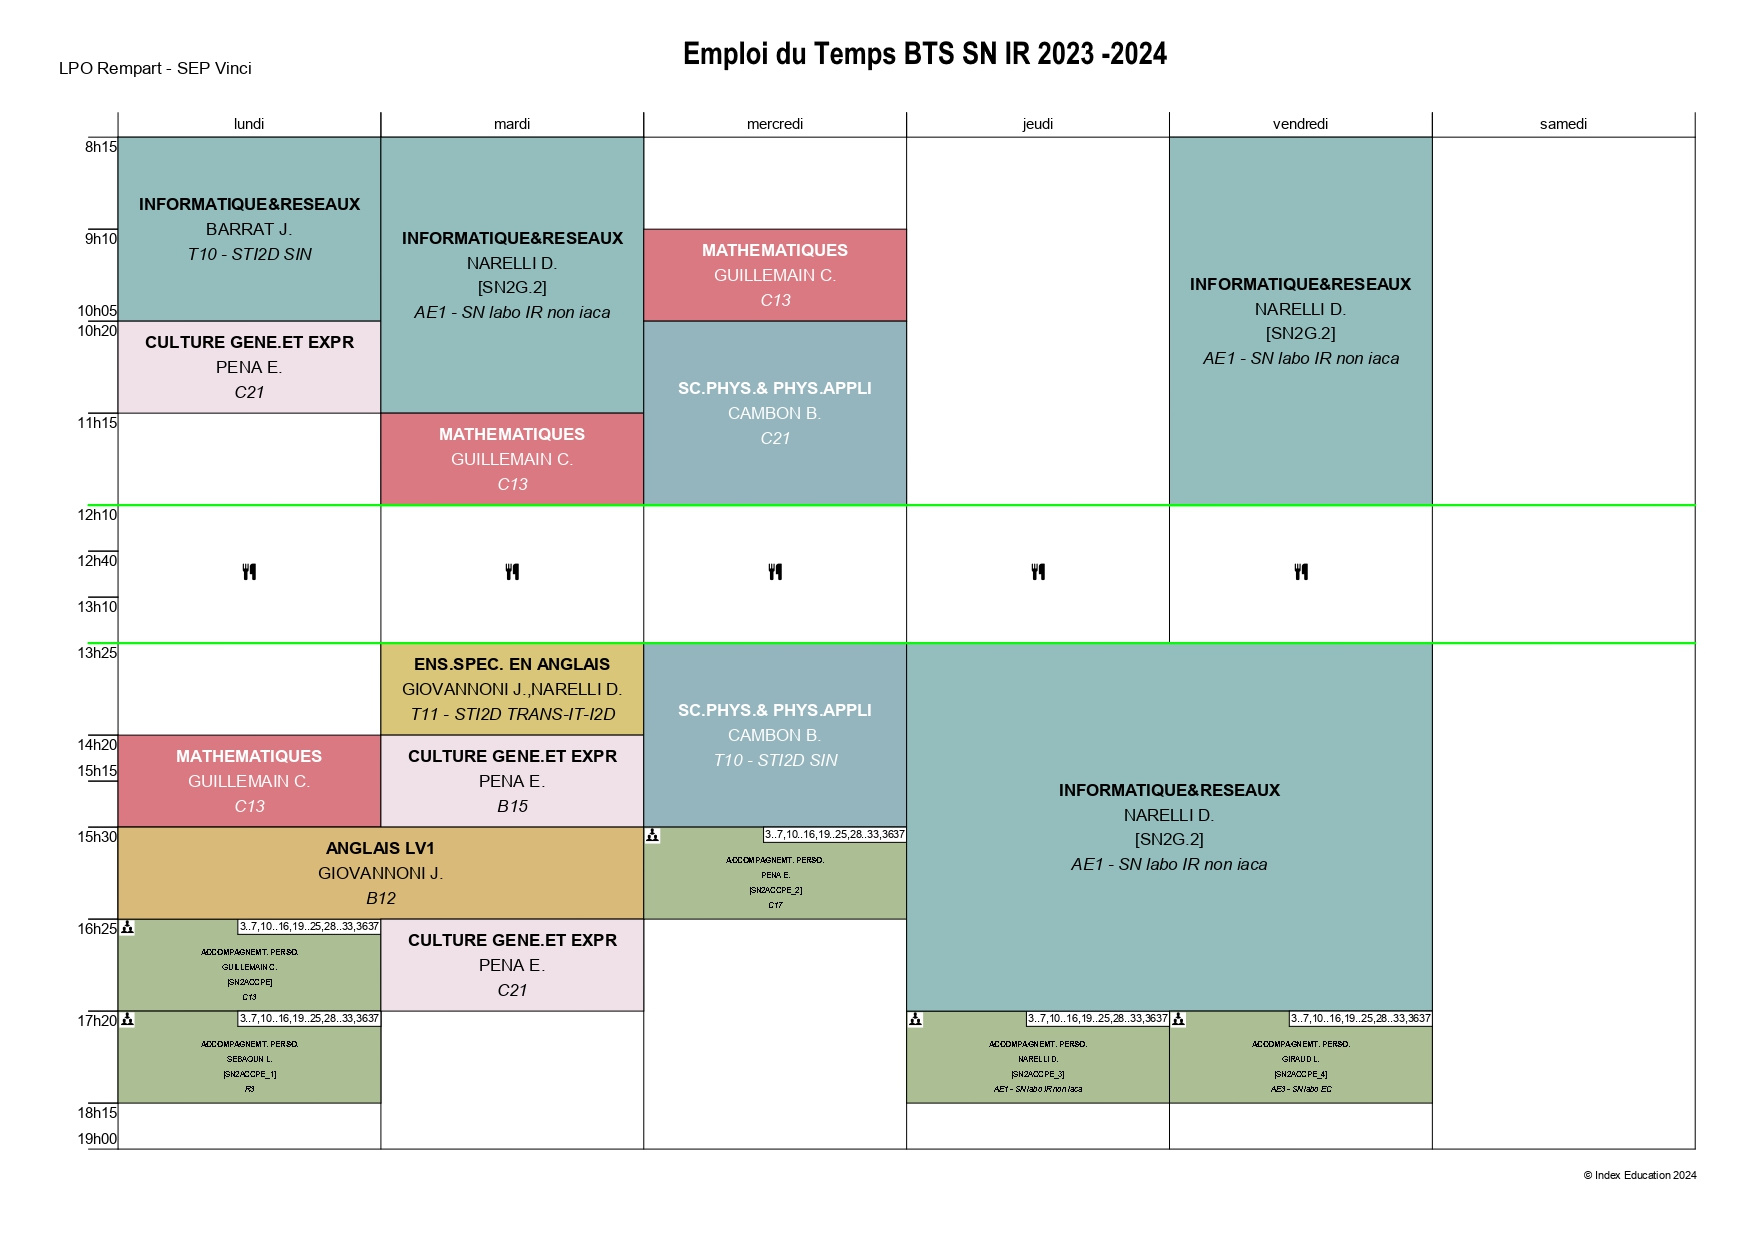 Emploi du Temps BTS SN IR 2023 -2024
LPO Rempart - SEP Vinci
lundi
mardi
mercredi
jeudi
vendredi
samedi
8h15
9h10
10h05
10h20
11h15
12h10
12h40
13h10
13h25
14h20
15h15
15h30
16h25
17h20
18h15
19h00
INFORMATIQUE&RESEAUX
BARRAT J.
T10 - STI2D SIN
CULTURE GENE.ET EXPR
PENA E.
C21
MATHEMATIQUES
GUILLEMAIN C.
C13
ANGLAIS LV1
GIOVANNONI J.
B12
3..7,10..16,19..25,28..33,3637
ACCOMPAGNEMT. PERSO.
GUILLEMAIN C.
[SN2ACCPE]
C13
3..7,10..16,19..25,28..33,3637
ACCOMPAGNEMT. PERSO.
SEBAOUN L.
[SN2ACCPE_1]
R3
INFORMATIQUE&RESEAUX
NARELLI D.
[SN2G.2]
AE1 - SN labo IR non iaca
MATHEMATIQUES
GUILLEMAIN C.
C13
ENS.SPEC. EN ANGLAIS
GIOVANNONI J.,NARELLI D.
T11 - STI2D TRANS-IT-I2D
CULTURE GENE.ET EXPR
PENA E.
B15
CULTURE GENE.ET EXPR
PENA E.
C21
MATHEMATIQUES
GUILLEMAIN C.
C13
SC.PHYS.& PHYS.APPLI
CAMBON B.
C21
SC.PHYS.& PHYS.APPLI
CAMBON B.
T10 - STI2D SIN
3..7,10..16,19..25,28..33,3637
ACCOMPAGNEMT. PERSO.
PENA E.
[SN2ACCPE_2]
C17
INFORMATIQUE&RESEAUX
NARELLI D.
[SN2G.2]
AE1 - SN labo IR non iaca
INFORMATIQUE&RESEAUX
NARELLI D.
[SN2G.2]
AE1 - SN labo IR non iaca
3..7,10..16,19..25,28..33,3637
ACCOMPAGNEMT. PERSO.
NARELLI D.
[SN2ACCPE_3]
AE1 - SN labo IR non iaca
3..7,10..16,19..25,28..33,3637
ACCOMPAGNEMT. PERSO.
GIRAUD L.
[SN2ACCPE_4]
AE3 - SN labo EC
© Index Education 2024